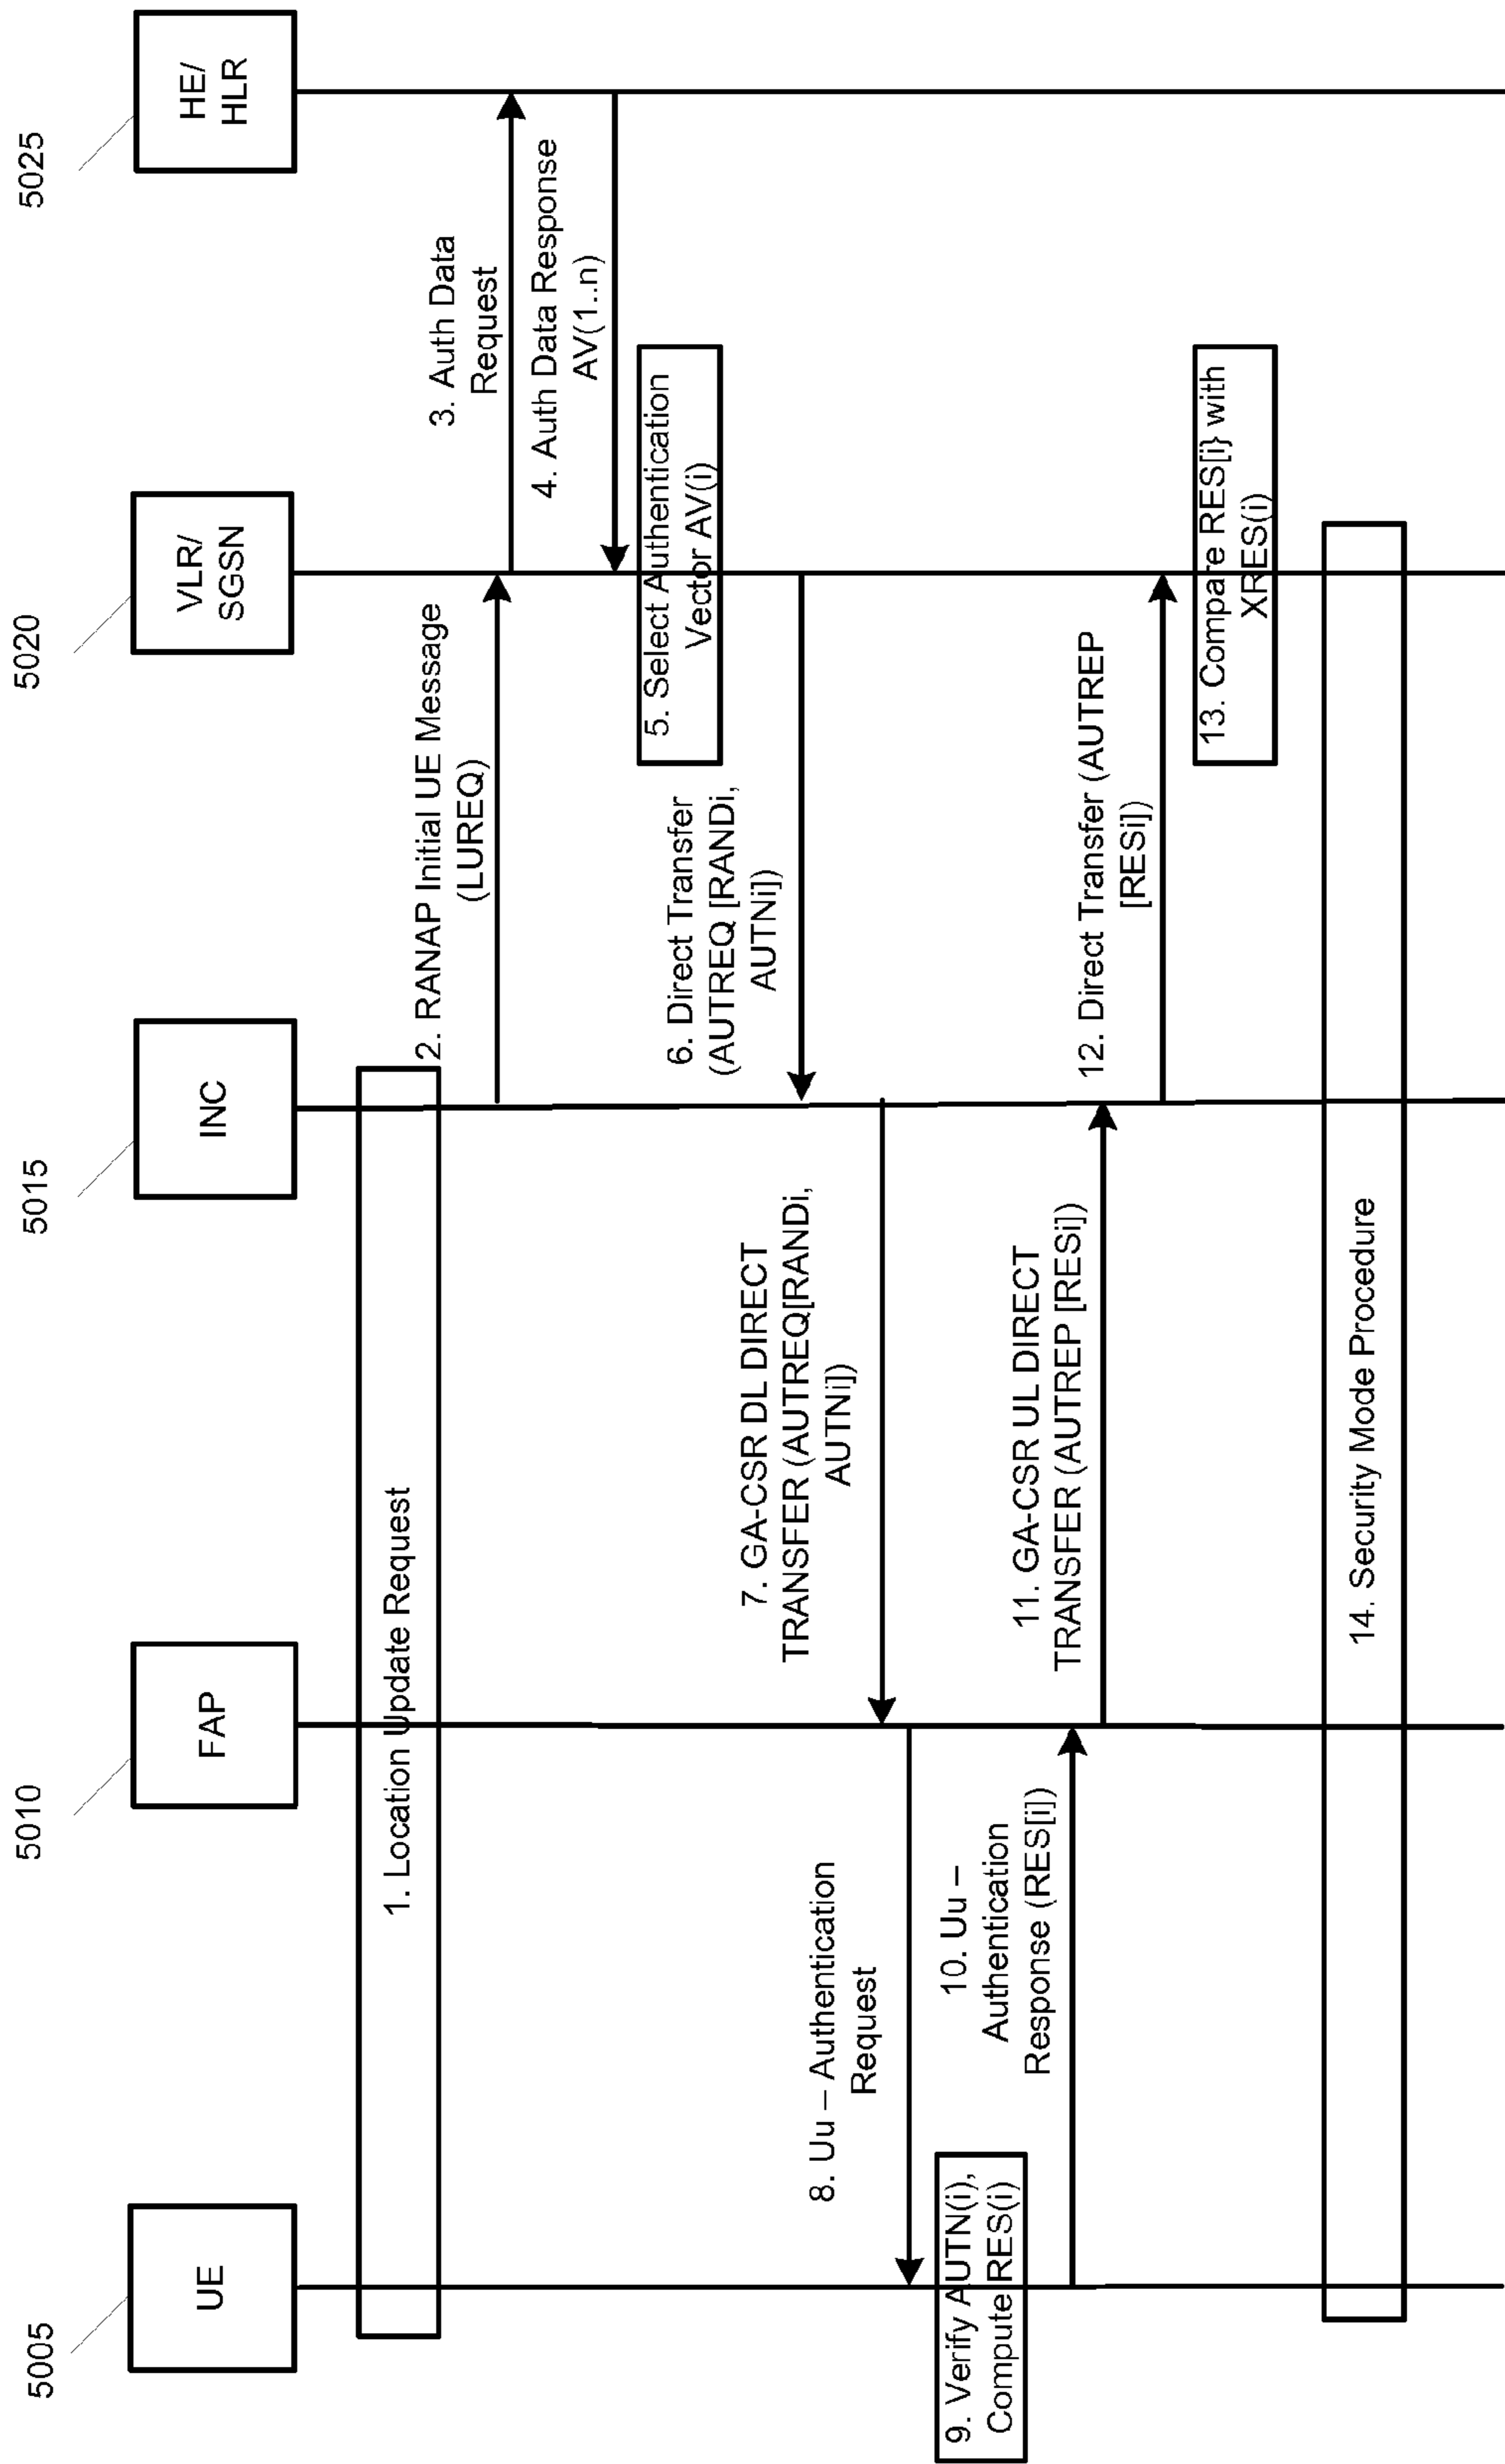 5005
5010
5015
5020
5025
UE
FAP
INC
VLR/
SGSN
HE/
HLR
1. Location Update Request
2. RANAP Initial UE Message
(LUREQ)
3. Auth Data
Request
4. Auth Data Response
AV(1..n)
5. Select Authentication
Vector AV(i)
6. Direct Transfer
(AUTREQ [RANDi,
AUTNi])
7. GA-CSR DL DIRECT
TRANSFER (AUTREQ[RANDi,
AUTNi])
8. Uu – Authentication
Request
9. Verify AUTN(i),
Compute RES(i)
10. Uu –
Authentication
Response (RES[i])
11. GA-CSR UL DIRECT
TRANSFER (AUTREP [RESi])
12. Direct Transfer (AUTREP
[RESi])
13. Compare RES[i} with
XRES(i)
14. Security Mode Procedure